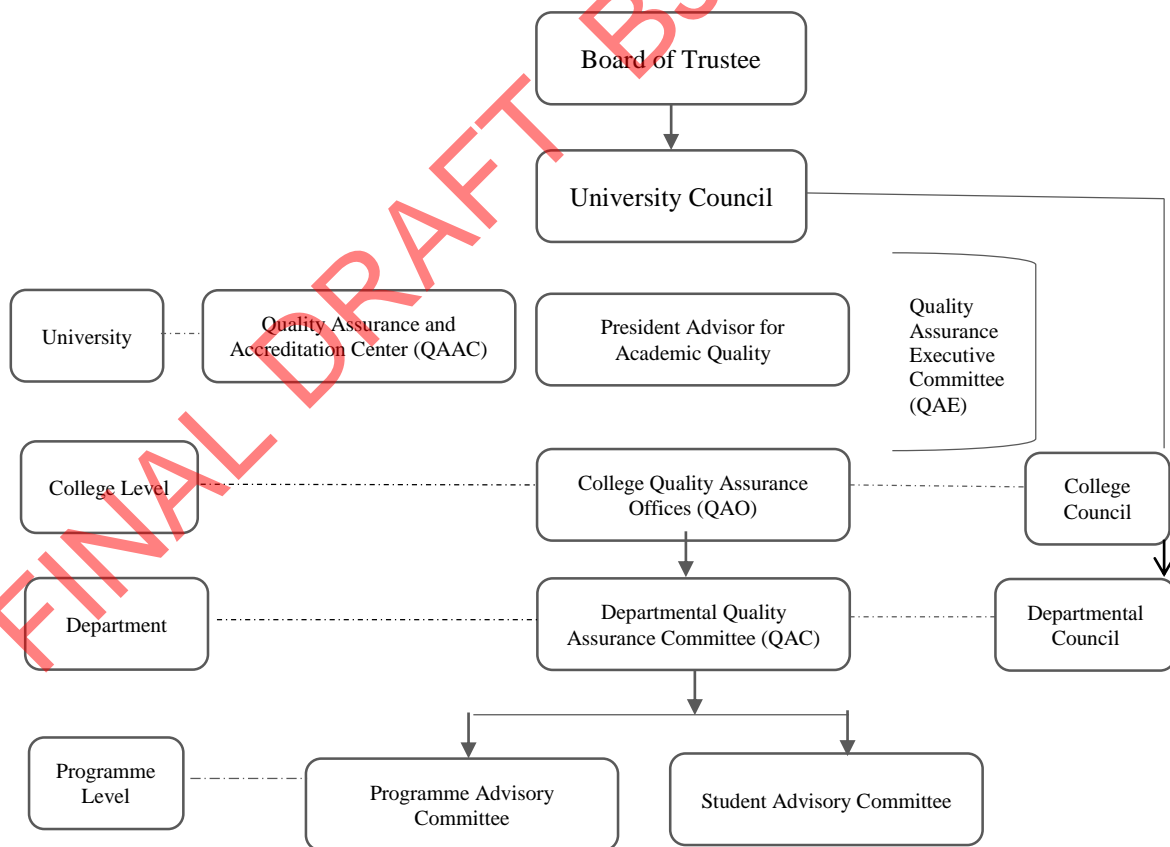 Board of Trustee
University Council
University
Quality Assurance and
Accreditation Center (QAAC)
President Advisor for
Academic Quality
Quality
Assurance
Executive
Committee
(QAE)
College Level
College Quality Assurance
Offices (QAO)
College
Council
Department
Departmental Quality
Assurance Committee (QAC)
Departmental
Council
Programme
Level
Programme Advisory
Committee
Student Advisory Committee
FINAL DRAFT